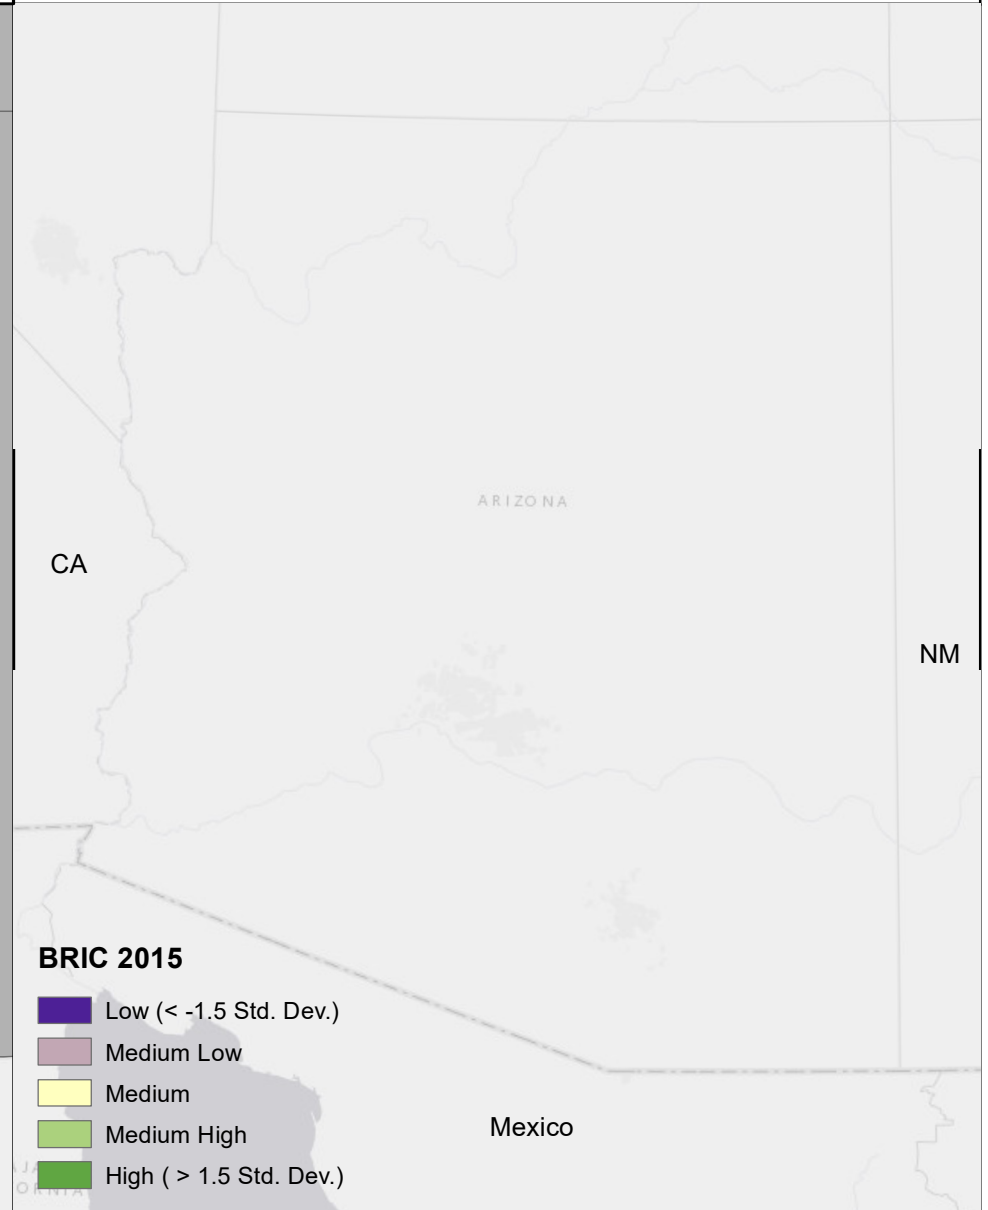 ARIZONA
CA
NM
BRIC 2015
Low (< -1.5 Std. Dev.)
Medium Low
Medium
Medium High
High ( > 1.5 Std. Dev.)
Mexico